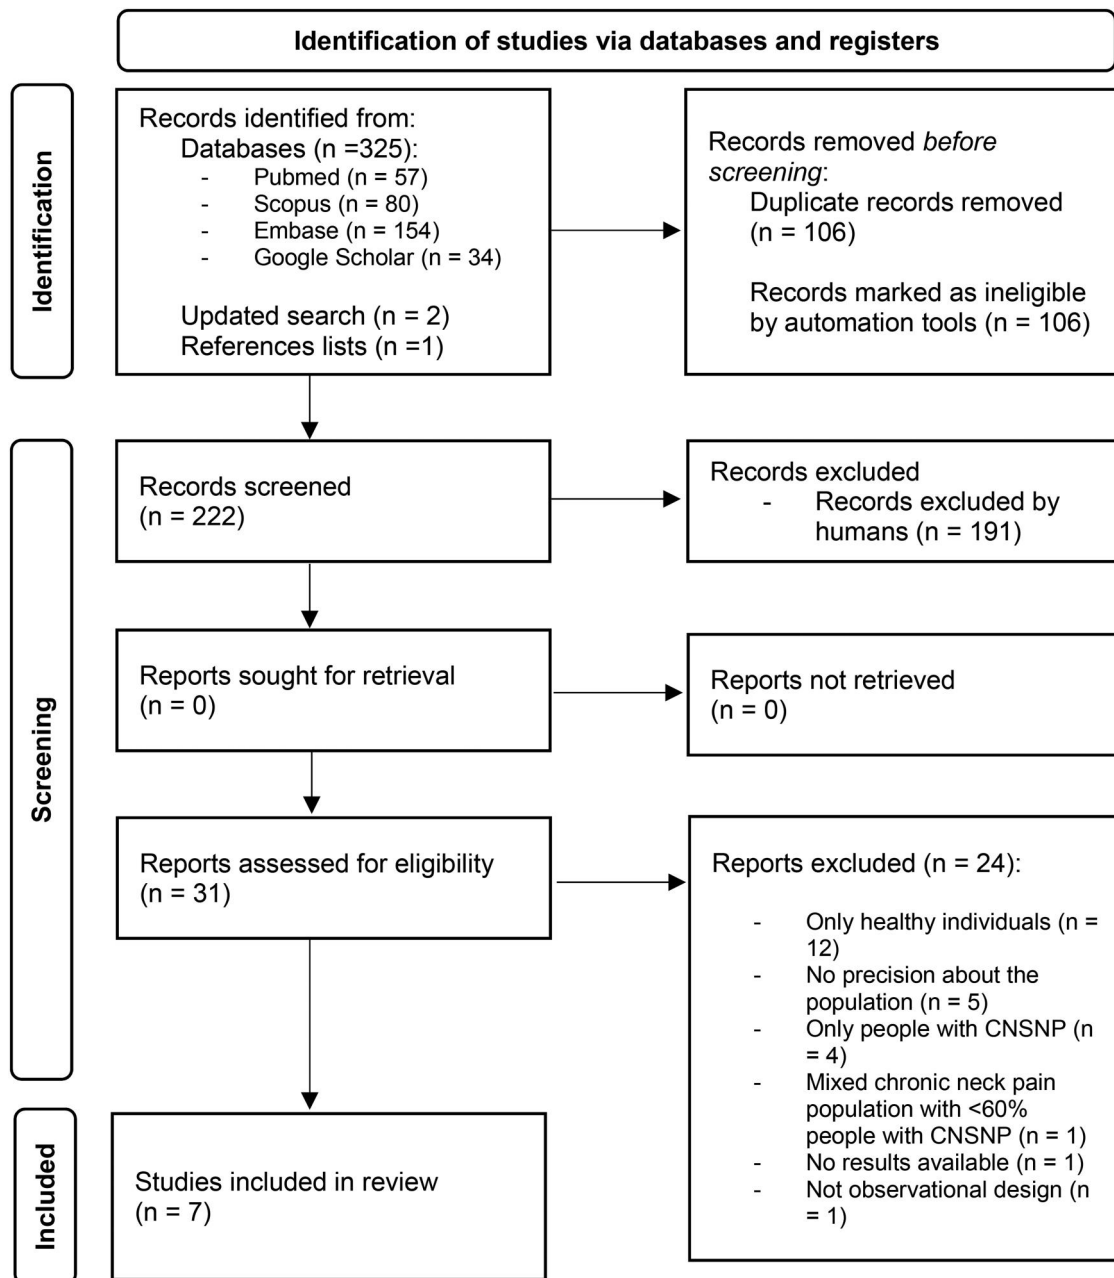 Identification of studies via databases and registers
Identification
Records identified from:
Databases (n =325):
- Pubmed (n = 57)
- Scopus (n = 80)
- Embase (n = 154)
- Google Scholar (n = 34)
Updated search (n = 2)
References lists (n =1)
Records removed before
screening:
Duplicate records removed
(n = 106)
Records marked as ineligible
by automation tools (n = 106)
Screening
Records screened
(n = 222)
Records excluded
- Records excluded by
humans (n = 191)
Reports sought for retrieval
(n = 0)
Reports not retrieved
(n = 0)
Reports assessed for eligibility
(n = 31)
Reports excluded (n = 24):
- Only healthy individuals (n =
12)
- No precision about the
population (n = 5)
- Only people with CNSNP (n
= 4)
- Mixed chronic neck pain
population with <60%
people with CNSNP (n = 1)
- No results available (n = 1)
- Not observational design (n
= 1)
Included
Studies included in review
(n = 7)